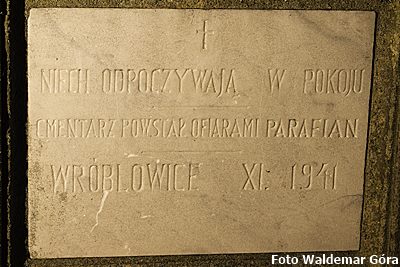 NIECH ODPOCZYWAJĄ W POKOJU
CMENTARZ POWSTAŁ OFIARAMI PARAFIAN
WRÓBLOWICE XI. 1941
Foto Waldemar Góra